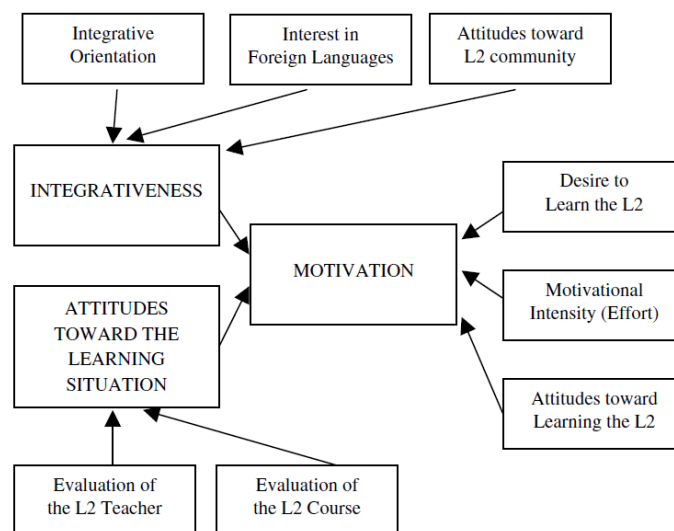 Integrative
Orientation
Interest in
Foreign Languages
Attitudes toward
L2 community
INTEGRATIVENESS
Desire to
Learn the L2
MOTIVATION
Motivational
Intensity (Effort)
ATTITUDES
TOWARD THE
LEARNING
SITUATION
Attitudes toward
Learning the L2
Evaluation of
the L2 Teacher
Evaluation of
the L2 Course